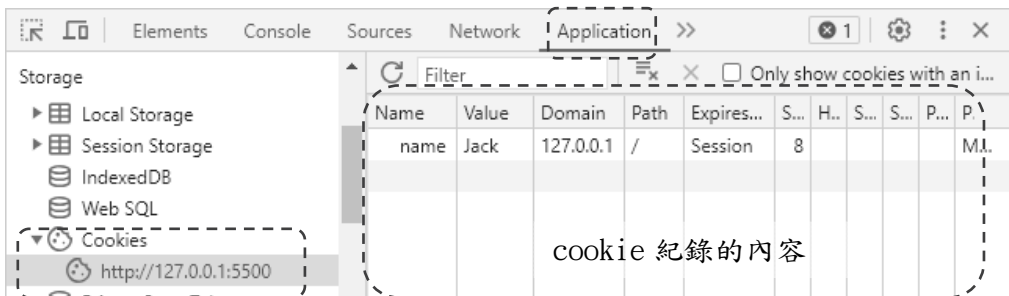 Elements Console Sources Network Application 1
Storage Filter Only show cookies with an i...
Local Storage Name Value Domain Path Expires... S... H.. S... S... P... P.
Session Storage name Jack 127.0.0.1 / Session 8 M...
IndexedDB
Web SQL
Cookies cookie 紀錄的內容
http://127.0.0.1:5500